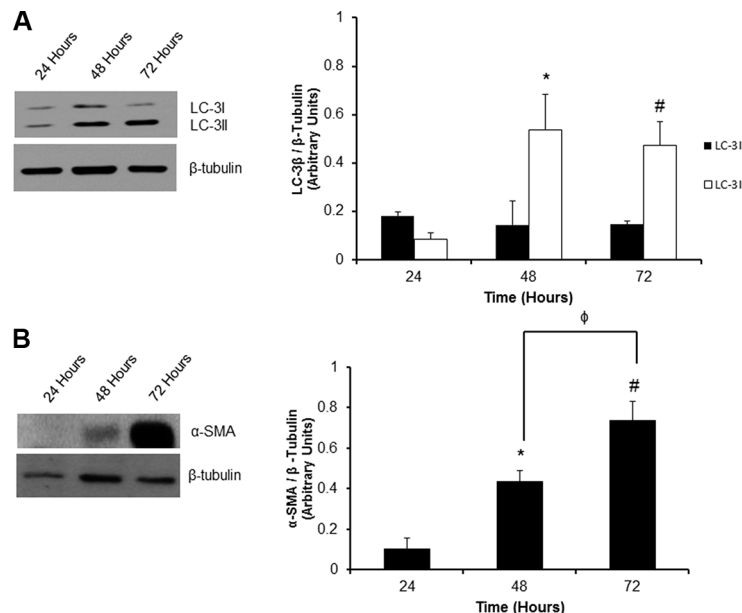 A
24 Hours
48 Hours
72 Hours
LC-3I
LC-3II
β-tubulin
1
0.8
0.6
0.4
0.2
0
LC-3β / β-Tubulin
(Arbitrary Units)
*
#
LC-3I
LC-3I
24
48
72
Time (Hours)
B
24 Hours
48 Hours
72 Hours
α-SMA
β-tubulin
ϕ
1
0.8
0.6
0.4
0.2
0
α-SMA / β -Tubulin
(Arbitrary Units)
*
#
24
48
72
Time (Hours)